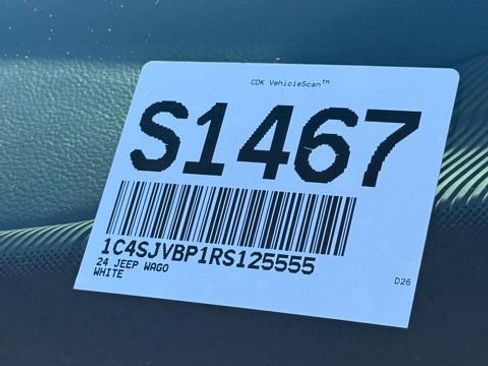 CDK VehicleScan™
S1467
1C4SJVBP1RS125555
24 JEEP WAGO
WHITE
D26